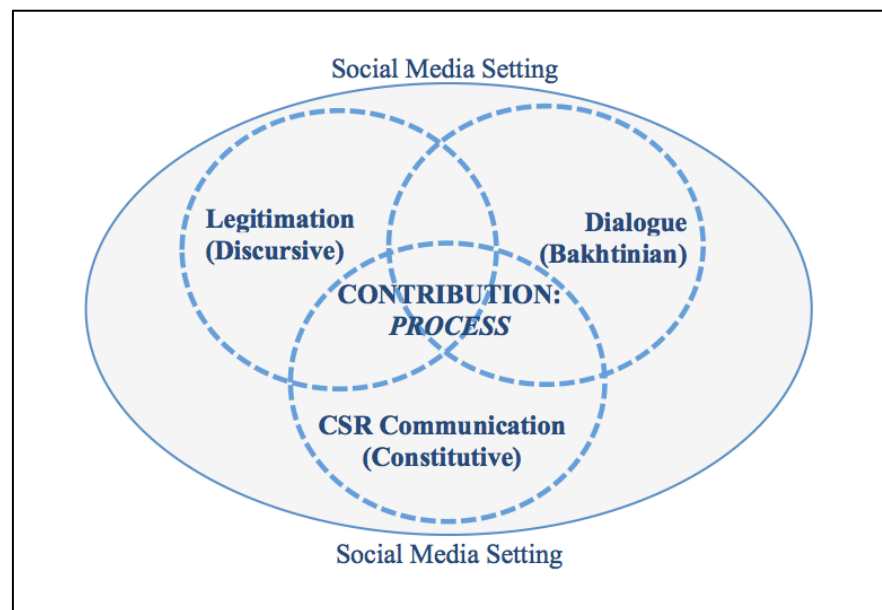 Social Media Setting
Legitimation
(Discursive)
Dialogue
(Bakhtinian)
CONTRIBUTION:
PROCESS
CSR Communication
(Constitutive)
Social Media Setting